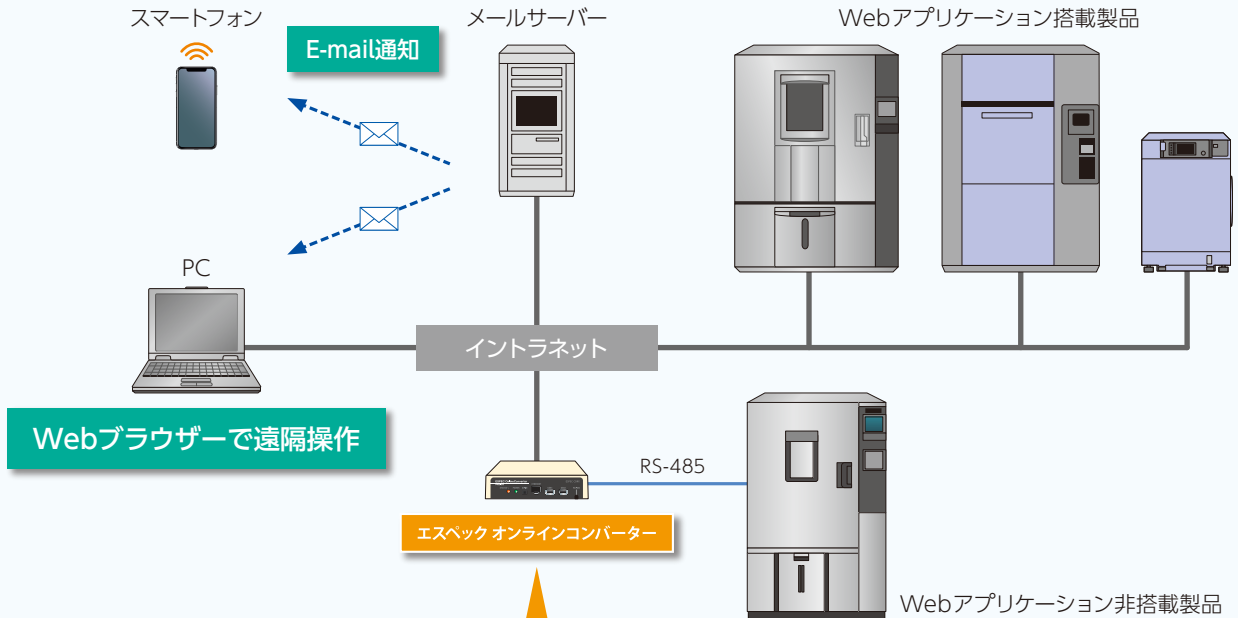 スマートフォン
メールサーバー
Webアプリケーション搭載製品
E-mail通知
PC
イントラネット
Webブラウザーで遠隔操作
RS-485
エスペック オンラインコンバーター
Webアプリケーション非搭載製品